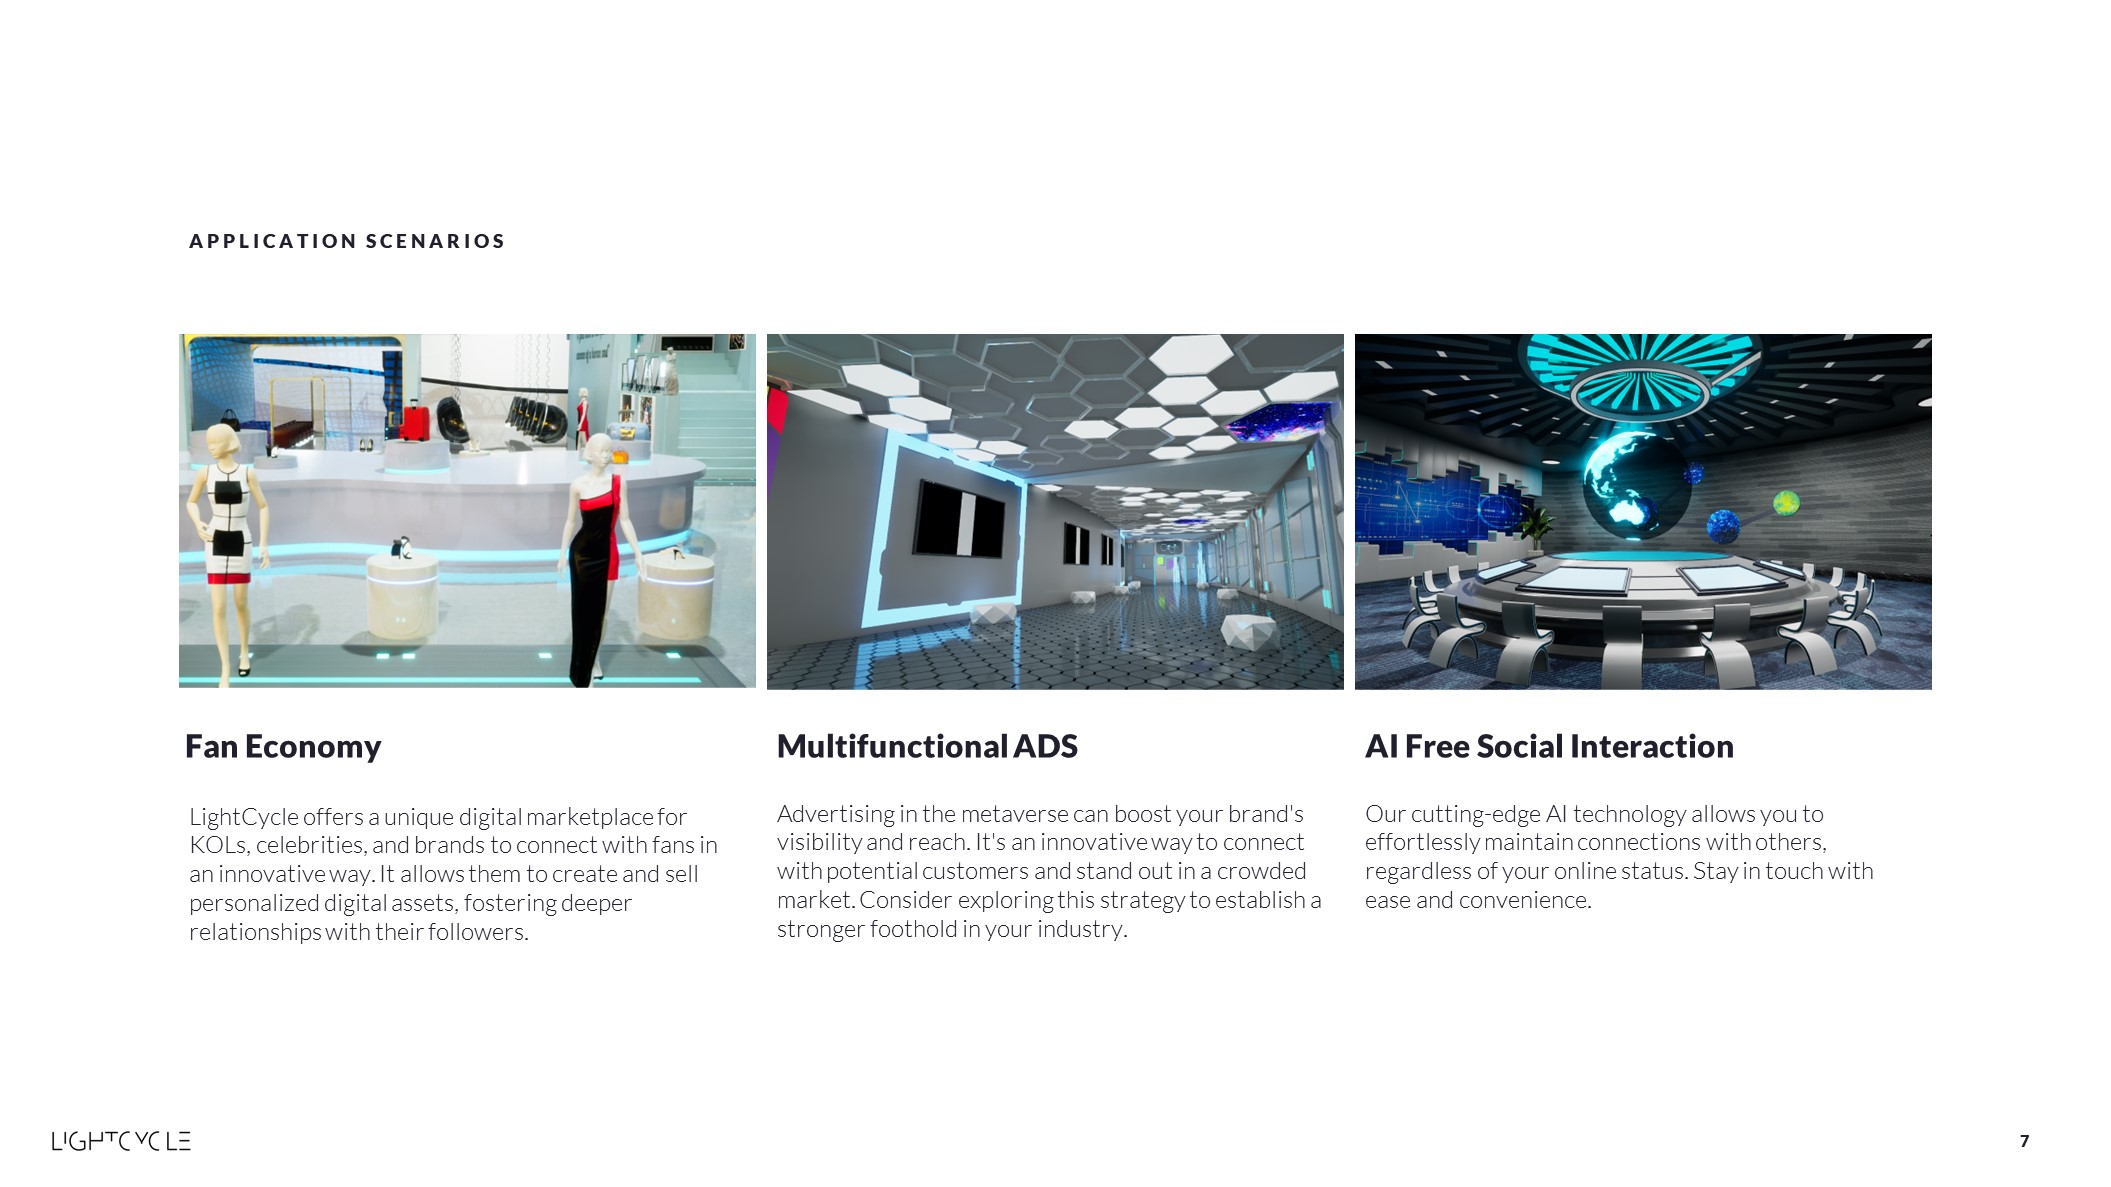 APPLICATION SCENARIOS
Fan Economy
LightCycle offers a unique digital marketplace for
KOLs, celebrities, and brands to connect with fans in
an innovative way. It allows them to create and sell
personalized digital assets, fostering deeper
relationships with their followers.
Multifunctional ADS
Advertising in the metaverse can boost your brand's
visibility and reach. It's an innovative way to connect
with potential customers and stand out in a crowded
market. Consider exploring this strategy to establish a
stronger foothold in your industry.
AI Free Social Interaction
Our cutting-edge AI technology allows you to
effortlessly maintain connections with others,
regardless of your online status. Stay in touch with
ease and convenience.
LIGHTCYCLE
7